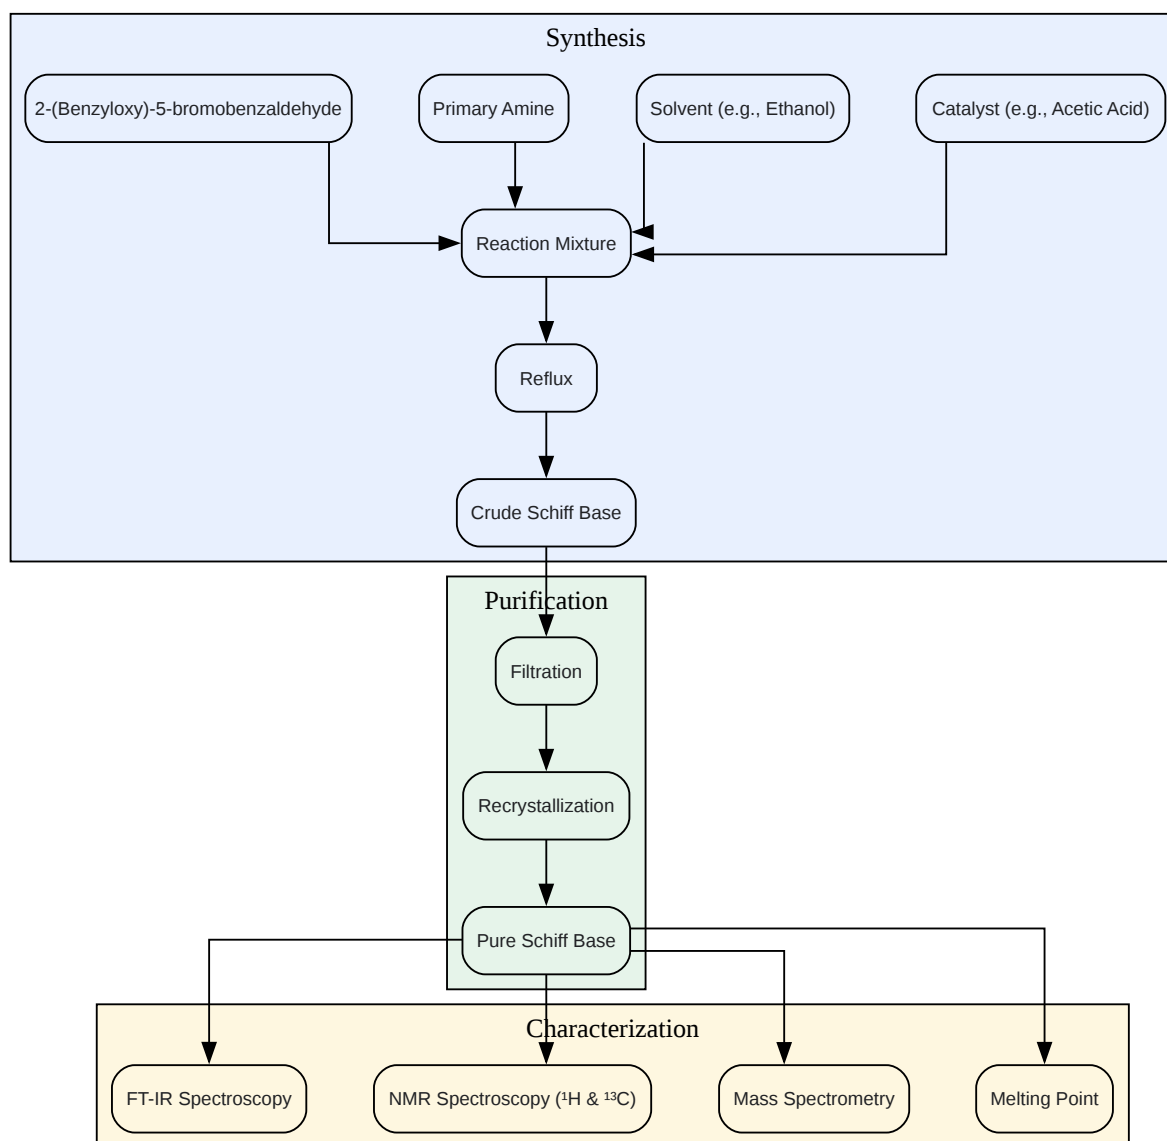 Synthesis
2-(Benzyloxy)-5-bromobenzaldehyde
Primary Amine
Solvent (e.g., Ethanol)
Catalyst (e.g., Acetic Acid)
Reaction Mixture
Reflux
Crude Schiff Base
Purification
Filtration
Recrystallization
Pure Schiff Base
Characterization
FT-IR Spectroscopy
NMR Spectroscopy (¹H & ¹³C)
Mass Spectrometry
Melting Point